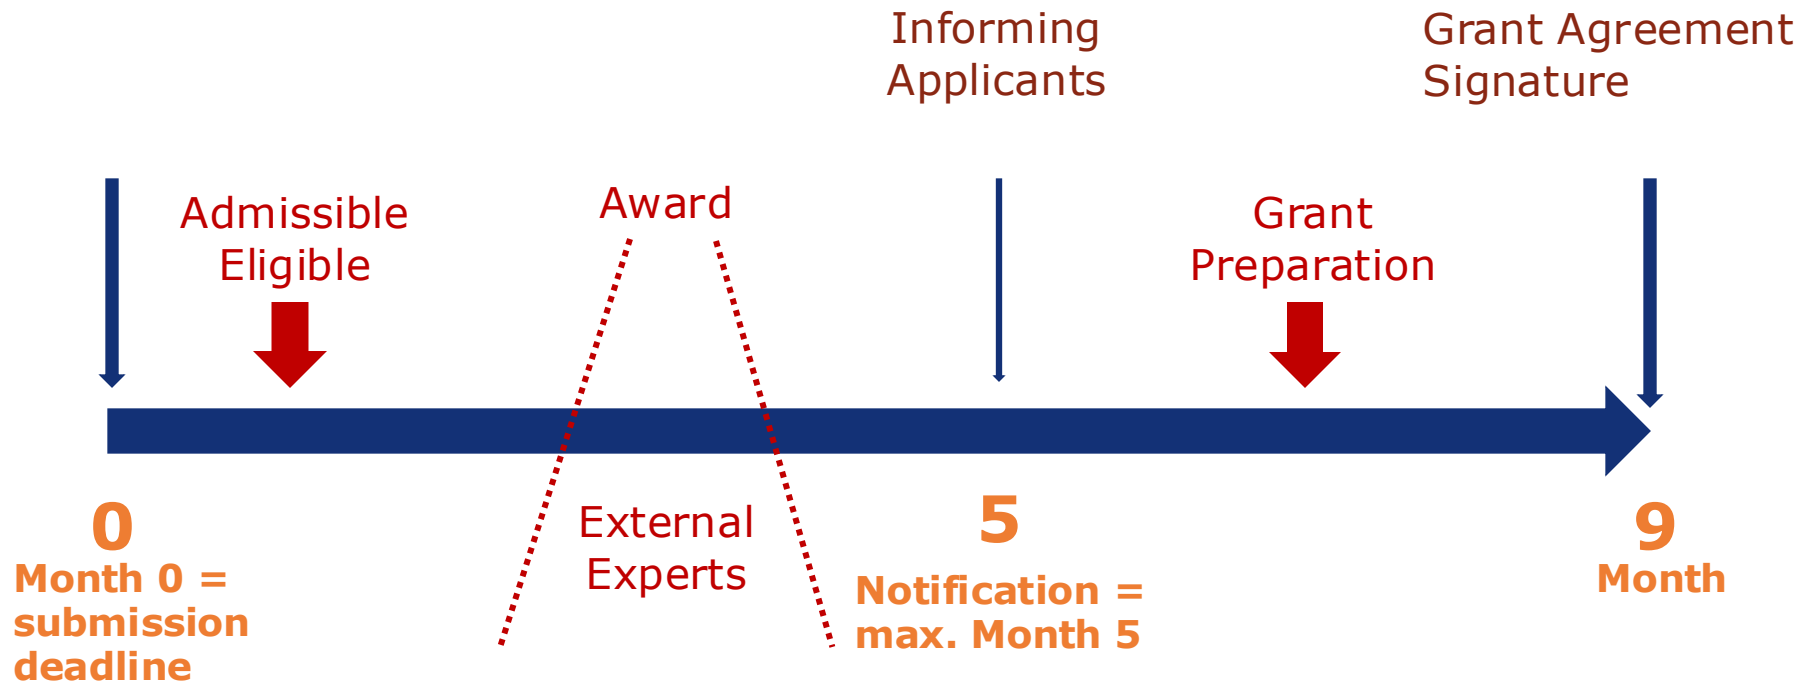 Informing
Applicants
Grant Agreement
Signature
Admissible
Eligible
Award
Grant
Preparation
External
Experts
0
Month 0 =
submission
deadline
5
Notification =
max. Month 5
9
Month